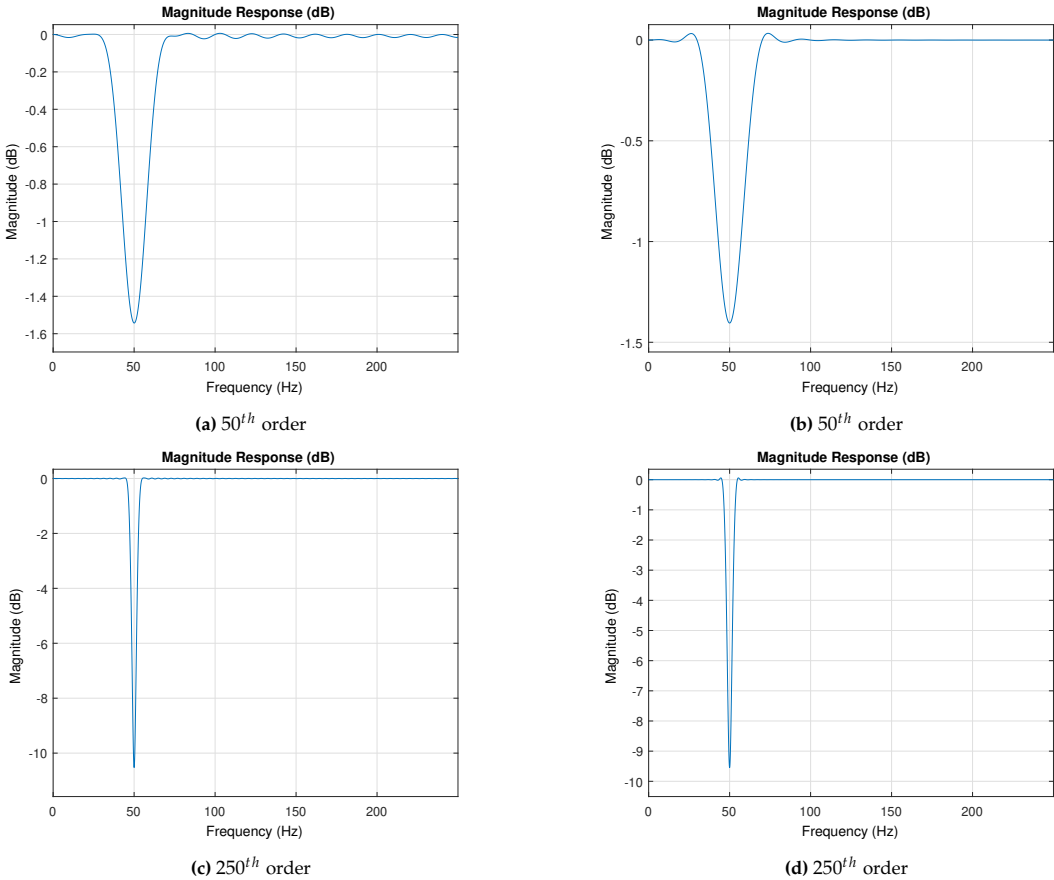 Magnitude Response (dB)
0
-0.2
-0.4
-0.6
-0.8
-1
-1.2
-1.4
-1.6
Magnitude (dB)
0 50 100 150 200
Frequency (Hz)
(a) 50th order
Magnitude Response (dB)
0
-0.5
-1
-1.5
Magnitude (dB)
0 50 100 150 200
Frequency (Hz)
(b) 50th order
Magnitude Response (dB)
0
-2
-4
-6
-8
-10
Magnitude (dB)
0 50 100 150 200
Frequency (Hz)
(c) 250th order
Magnitude Response (dB)
0
-1
-2
-3
-4
-5
-6
-7
-8
-9
-10
Magnitude (dB)
0 50 100 150 200
Frequency (Hz)
(d) 250th order